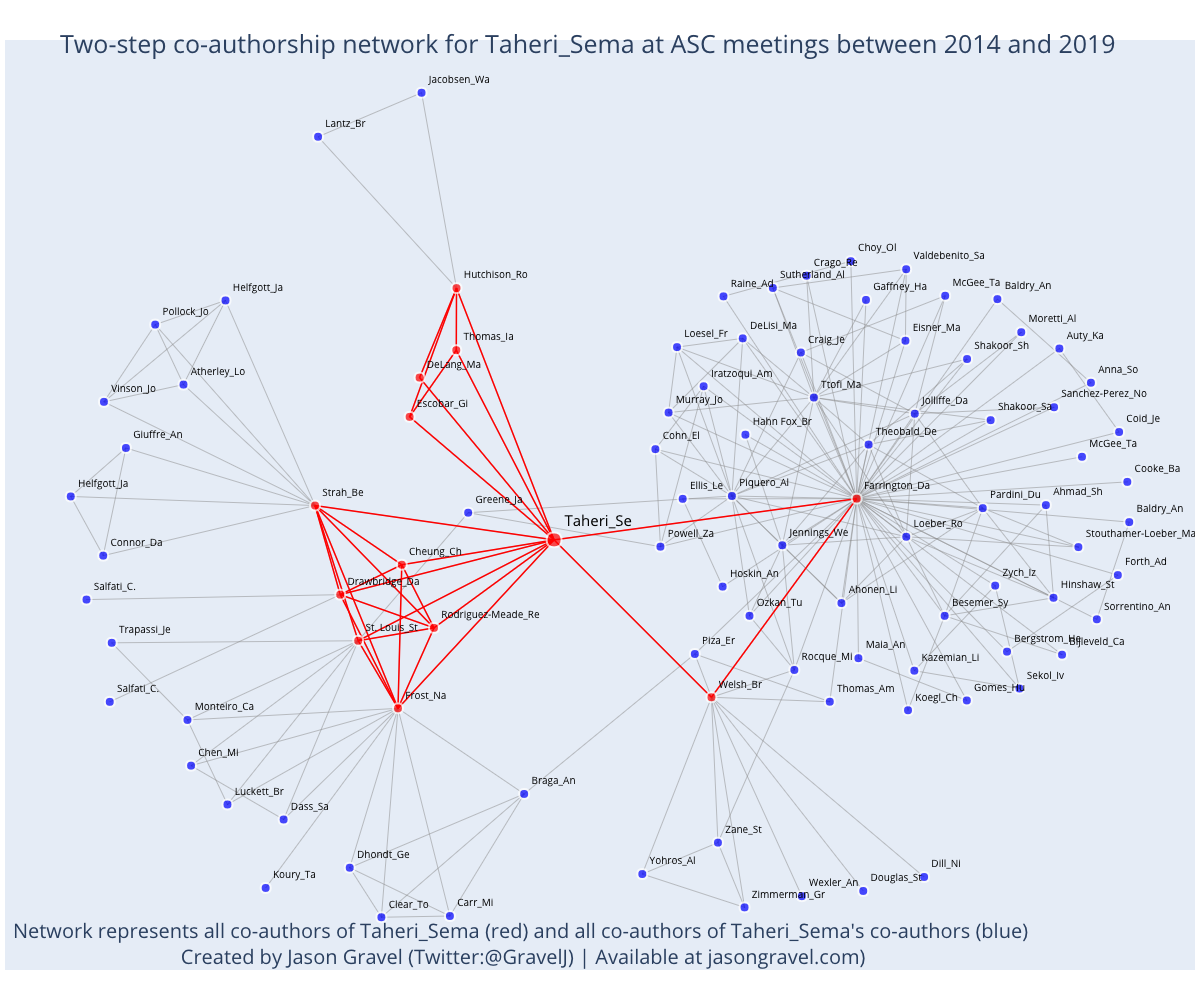 Two-step co-authorship network for Taheri_Sema at ASC meetings between 2014 and 2019
Jacobsen_Wa
Lantz_Br
Choy_Ol
Valdebenito_Sa
Crago_Re
Sutherland_Al
Hutchison_Ro
Raine_Ad
Gaffney_Ha
McGee_Ta
Baldry_An
Helfgott_Ja
Pollock_Jo
Moretti_Al
Loesel_Fr
DeLisi_Ma
Eisner_Ma
Auty_Ka
Thomas_Ia
Craig_Je
Shakoor_Sh
DeLang_Ma
Atherley_Lo
Iratzoqui_Am
Anna_So
Vinson_Jo
Ttofi_Ma
Murray_Jo
Escobar_Gi
Jolliffe_Da
Shakoor_Sa
Sanchez-Perez_No
Hahn Fox_Br
Theobald_De
Coid_Je
Giuffre_An
Cohn_El
McGee_Ta
Helfgott_Ja
Strah_Be
Greene_Ja
Ellis_Le
Piquero_Al
Farrington_Da
Cooke_Ba
Pardini_Du
Ahmad_Sh
Taheri_Se
Baldry_An
Loeber_Ro
Jennings_We
Powell_Za
Stouthamer-Loeber_Ma
Connor_Da
Cheung_Ch
Forth_Ad
Zych_Iz
Hoskin_An
Drawbridge_Da
Salfati_C.
Hinshaw_St
Ahonen_Li
Ozkan_Tu
Besemer_Sy
Sorrentino_An
Rodriguez-Meade_Re
St. Louis_St
Trapassi_Je
Piza_Er
Maia_An
Bergstrom_He
Bijleveld_Ca
Rocque_Mi
Kazemian_Li
Sekol_Iv
Salfati_C.
Frost_Na
Welsh_Br
Thomas_Am
Koegl_Ch
Gomes_Hu
Monteiro_Ca
Chen_Mi
Braga_An
Luckett_Br
Dass_Sa
Zane_St
Dhondt_Ge
Yohros_Al
Dill_Ni
Koury_Ta
Wexler_An
Douglas_St
Zimmerman_Gr
Clear_To
Carr_Mi
Network represents all co-authors of Taheri_Sema (red) and all co-authors of Taheri_Sema's co-authors (blue)
Created by Jason Gravel (Twitter:@GravelJ) | Available at jasongravel.com)